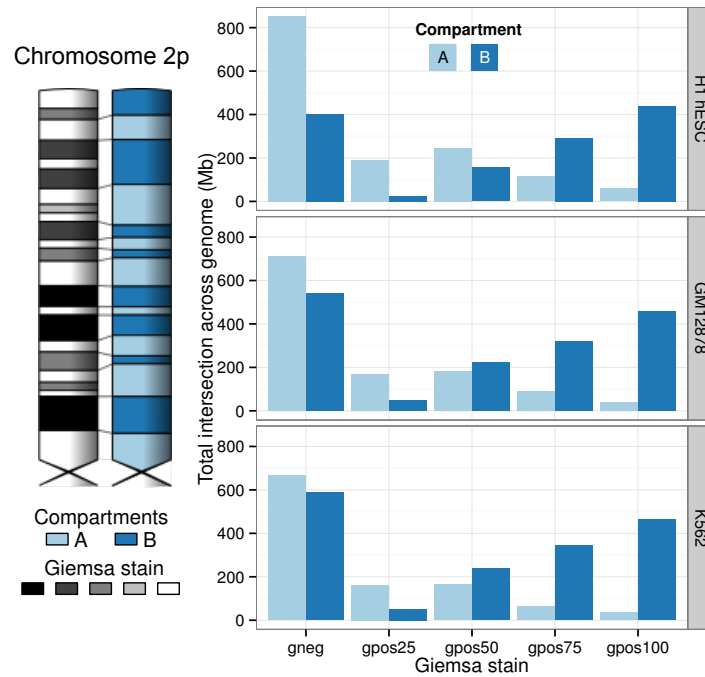 Chromosome 2p
Compartments
A B
Giemsa stain
Total intersection across genome (Mb)
Compartment
A B
800
600
400
200
0
H1 hESC
800
600
400
200
0
GM12878
800
600
400
200
0
K562
gneg gpos25 gpos50 gpos75 gpos100
Giemsa stain